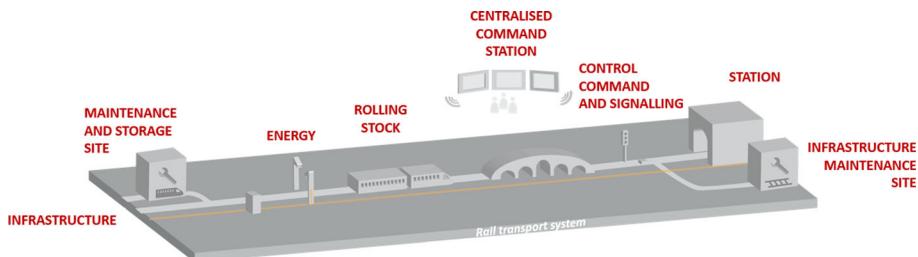 CENTRALISED
COMMAND
STATION
CONTROL
COMMAND
AND SIGNALLING
STATION
MAINTENANCE
AND STORAGE
SITE
ENERGY
ROLLING
STOCK
INFRASTRUCTURE
MAINTENANCE
SITE
INFRASTRUCTURE
Rail transport system